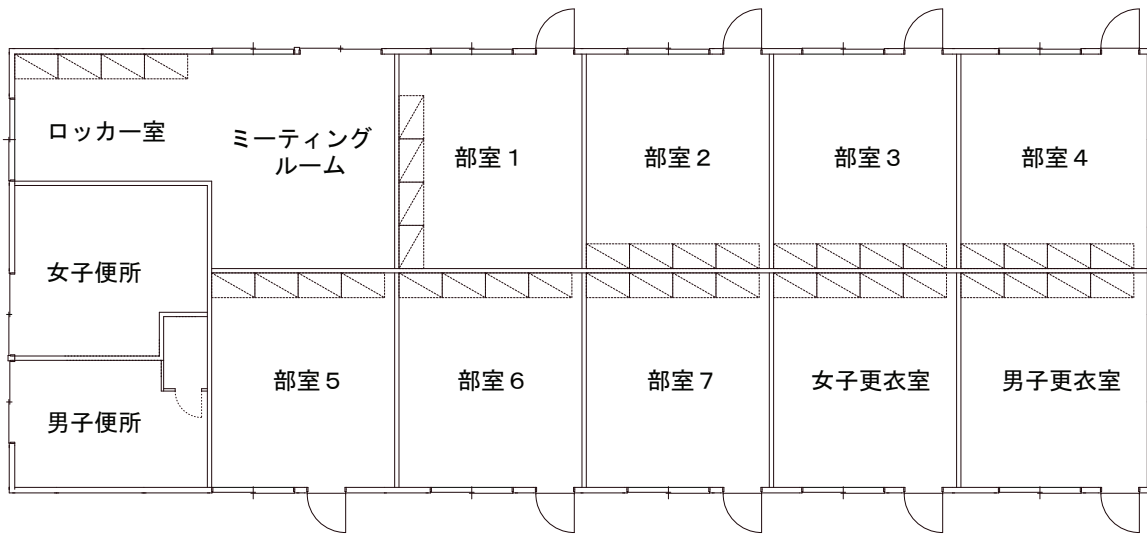 ロッカー室
ミーティング
ルーム
部室１
部室２
部室３
部室４
女子便所
男子便所
部室５
部室６
部室７
女子更衣室
男子更衣室